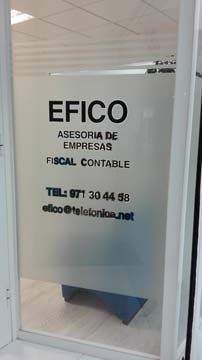 EFICO
ASESORIA DE
EMPRESAS
FISCAL CONTABLE
TEL: 971 30 44 58
efico@telefonica.net